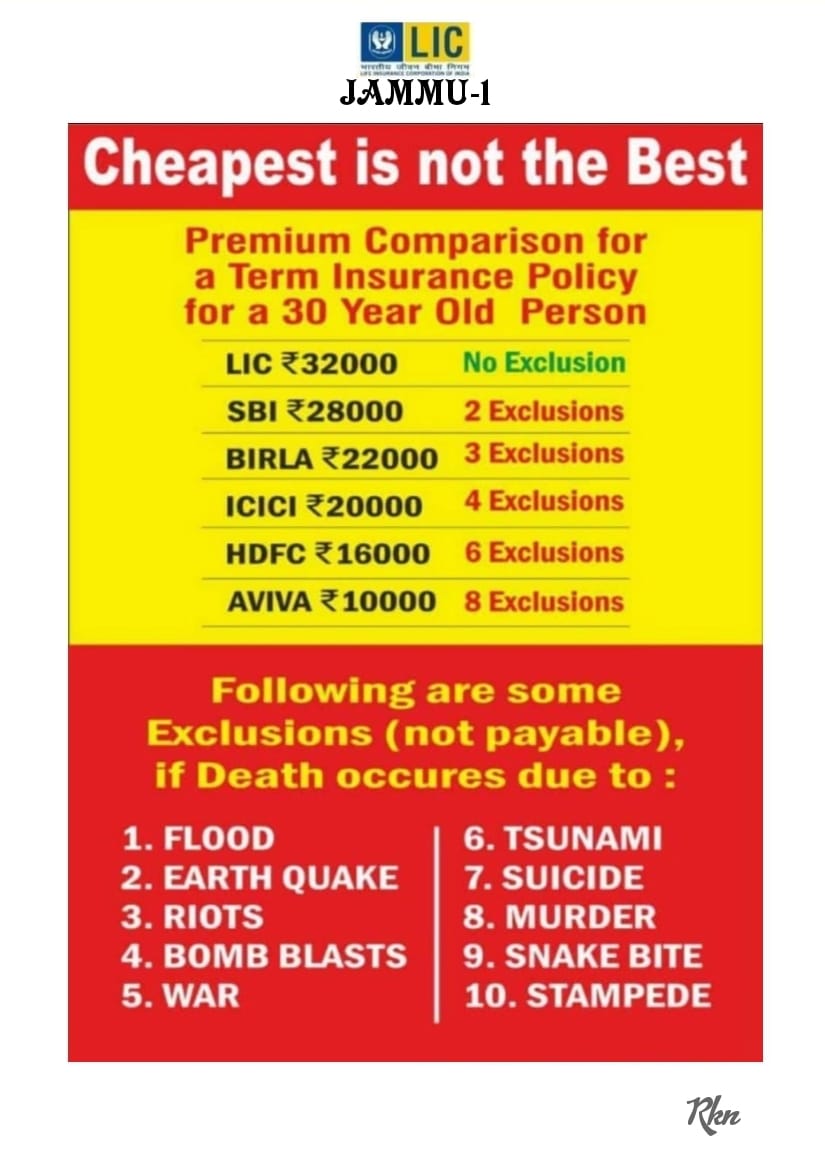 LIC
भारतीय जीवन बीमा निगम
LIFE INSURANCE CORPORATION OF INDIA
JAMMU-1
Cheapest is not the Best
Premium Comparison for
a Term Insurance Policy
for a 30 Year Old Person
LIC ₹32000 No Exclusion
SBI ₹28000 2 Exclusions
BIRLA ₹22000 3 Exclusions
ICICI ₹20000 4 Exclusions
HDFC ₹16000 6 Exclusions
AVIVA ₹10000 8 Exclusions
Following are some
Exclusions (not payable),
if Death occures due to :
1. FLOOD
2. EARTH QUAKE
3. RIOTS
4. BOMB BLASTS
5. WAR
6. TSUNAMI
7. SUICIDE
8. MURDER
9. SNAKE BITE
10. STAMPEDE
Rkn